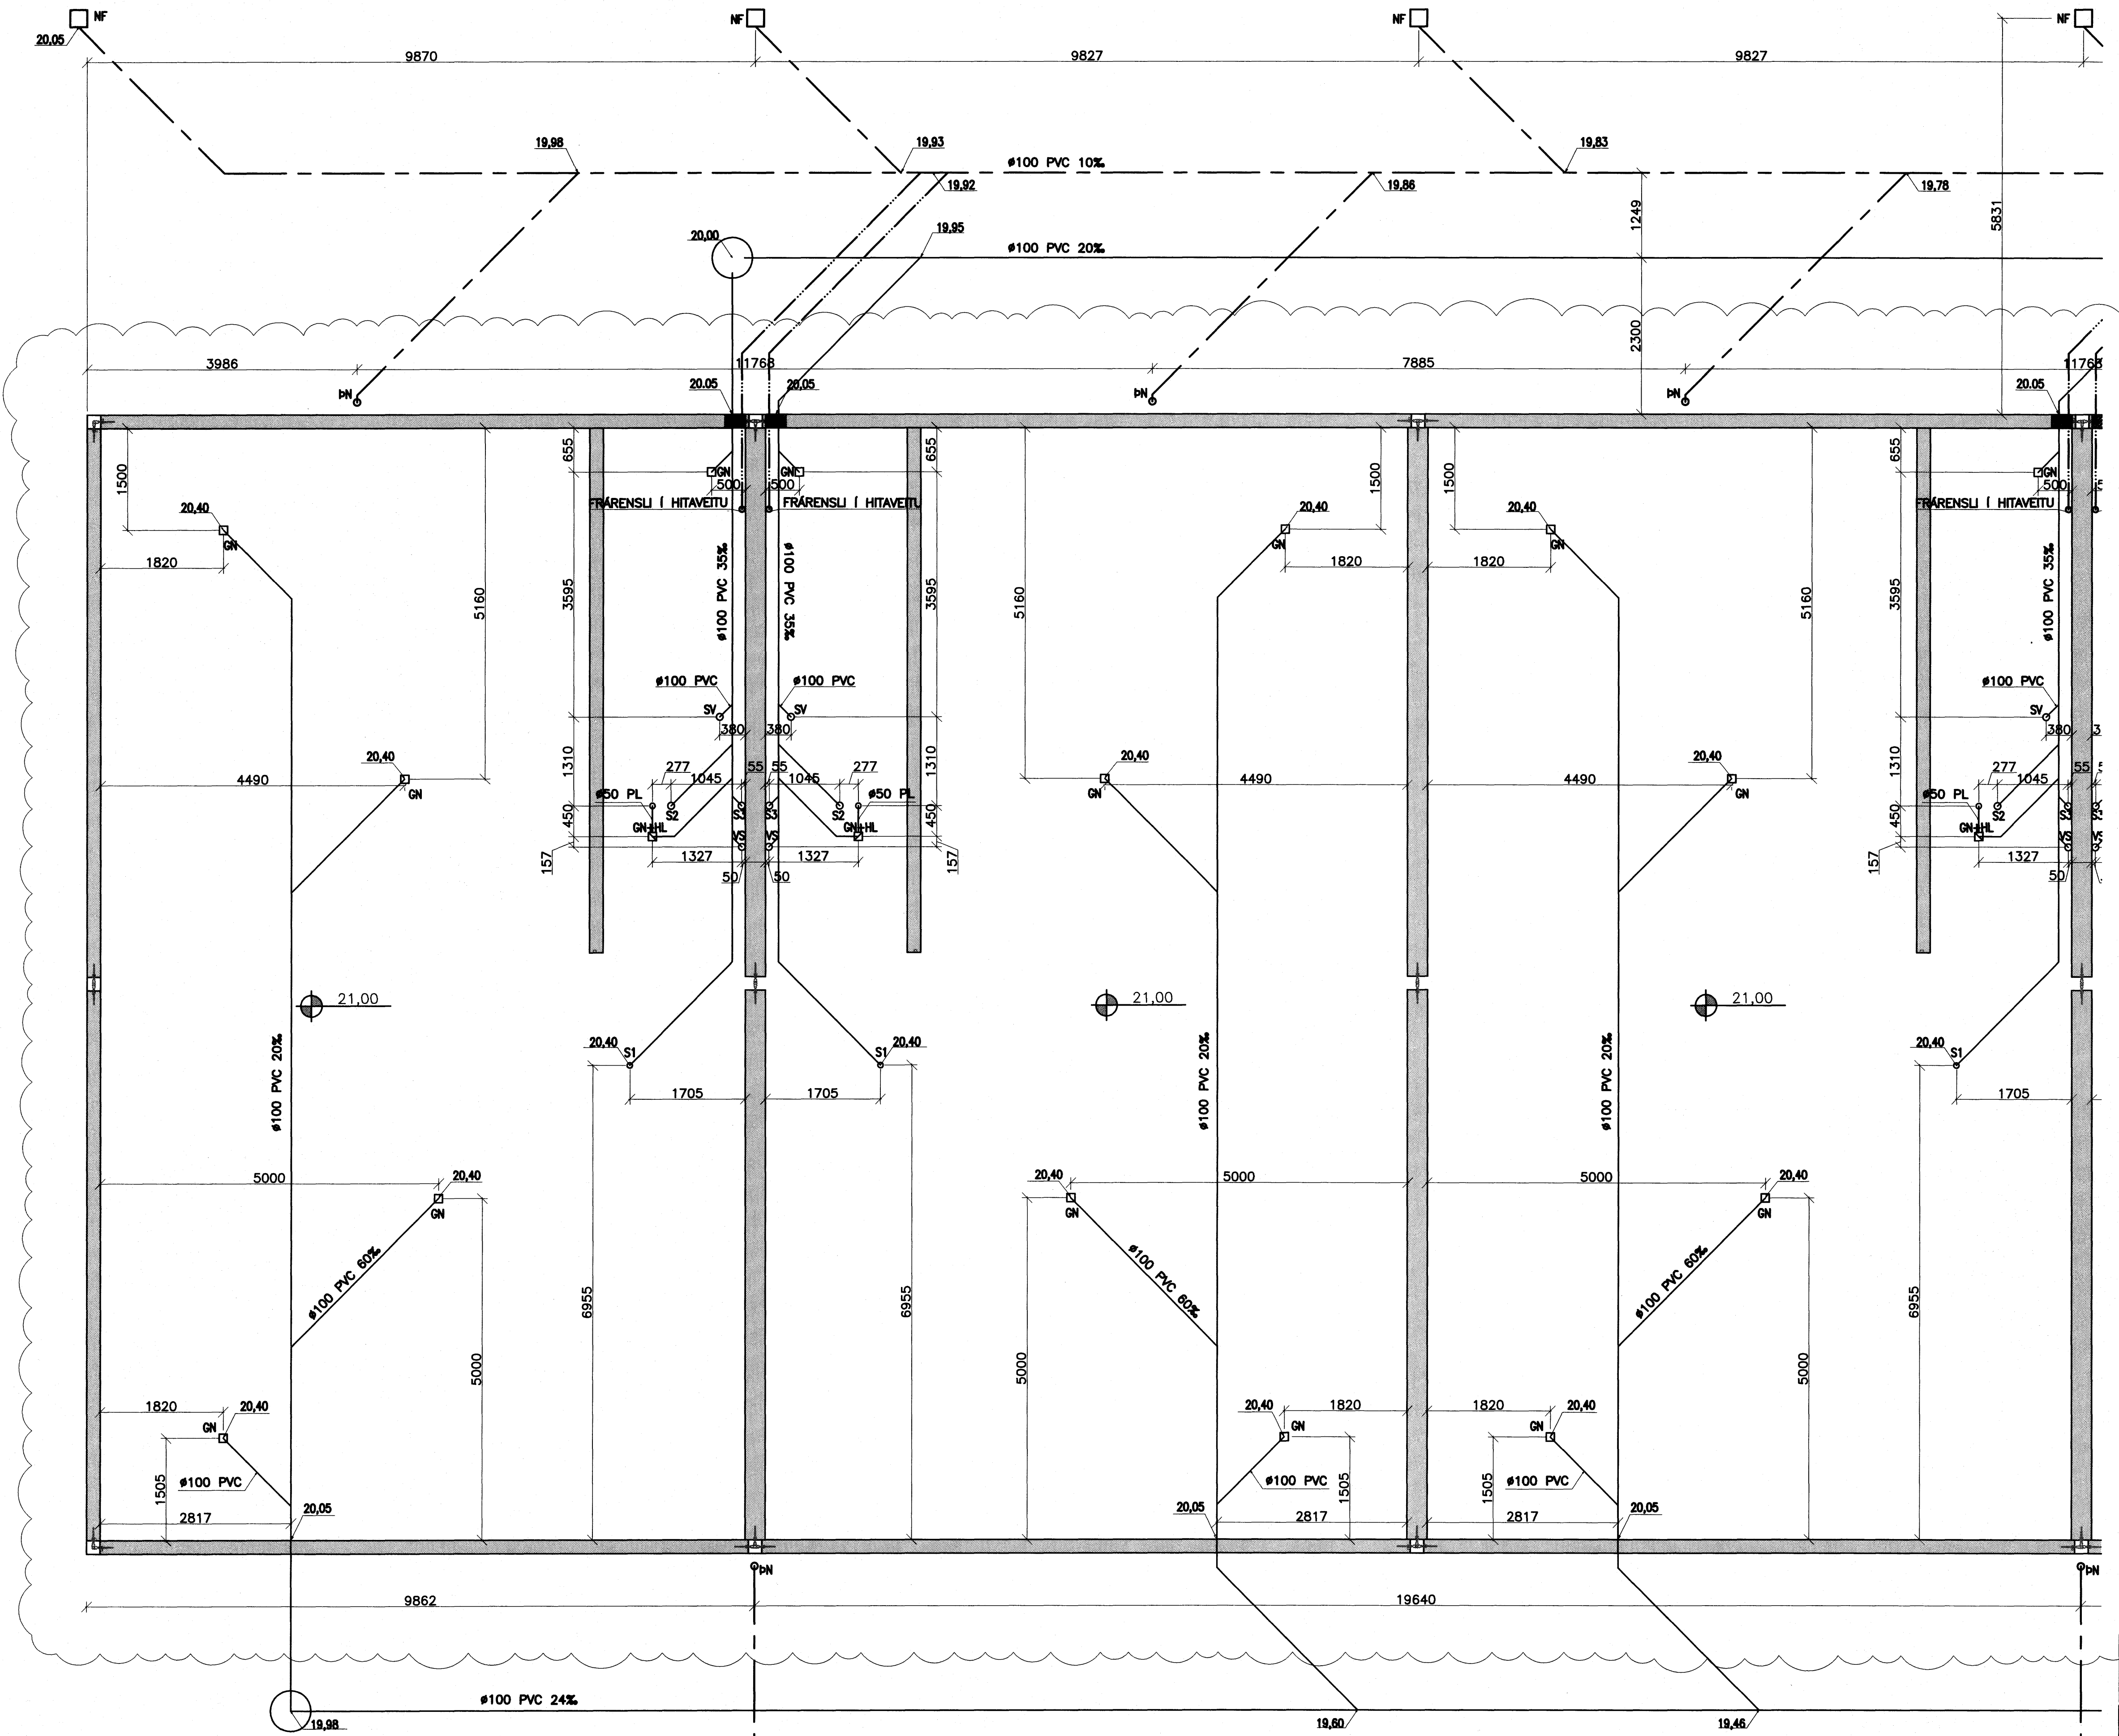 NF
NF
NF
NF
20,05
9870
9827
9827
19,98
19,93
ø100 PVC 10‰
19,83
19,92
19,86
19,78
1249
5831
20,00
19,95
ø100 PVC 20‰
2300
3986
11768
7885
11768
ÞN
20.05
20,05
ÞN
ÞN
20.05
1500
5160
655
GN
GN
655
5160
1500
1500
5160
655
GN
500
500
500
FRÁRENSLI Í HITAVEITU
FRÁRENSLI Í HITAVEITU
FRÁRENSLI Í HITAVEITU
20,40
GN
1820
20,40
GN
1820
20,40
GN
1820
3595
ø100 PVC 35‰
ø100 PVC 35‰
3595
3595
ø100 PVC 35‰
ø100 PVC
ø100 PVC
ø100 PVC
SV
SV
SV
380
380
380
20,40
4490
GN
20,40
4490
GN
20,40
4490
GN
1310
277
1045
55
55
1045
277
1310
1310
277
1045
55
ø50 PL
ø50 PL
ø50 PL
450
S2
S3
S3
S2
450
450
S2
S3
S3
GN+HL
VS
VS
GN+HL
GN+HL
VS
VS
157
1327
1327
157
157
1327
50
50
50
21,00
21,00
21,00
ø100 PVC 20‰
ø100 PVC 20‰
ø100 PVC 20‰
20,40
S1
S1
20,40
20,40
S1
1705
1705
1705
5000
20,40
GN
20,40
5000
GN
5000
20,40
GN
ø100 PVC 60‰
ø100 PVC 60‰
ø100 PVC 60‰
5000
6955
6955
5000
5000
6955
1820
20,40
GN
20,40
1820
GN
1820
20,40
GN
1505
ø100 PVC
ø100 PVC
1505
1505
ø100 PVC
2817
20,05
20,05
2817
2817
20,05
ÞN
ÞN
9862
19640
ø100 PVC 24‰
19,98
19,60
19,46